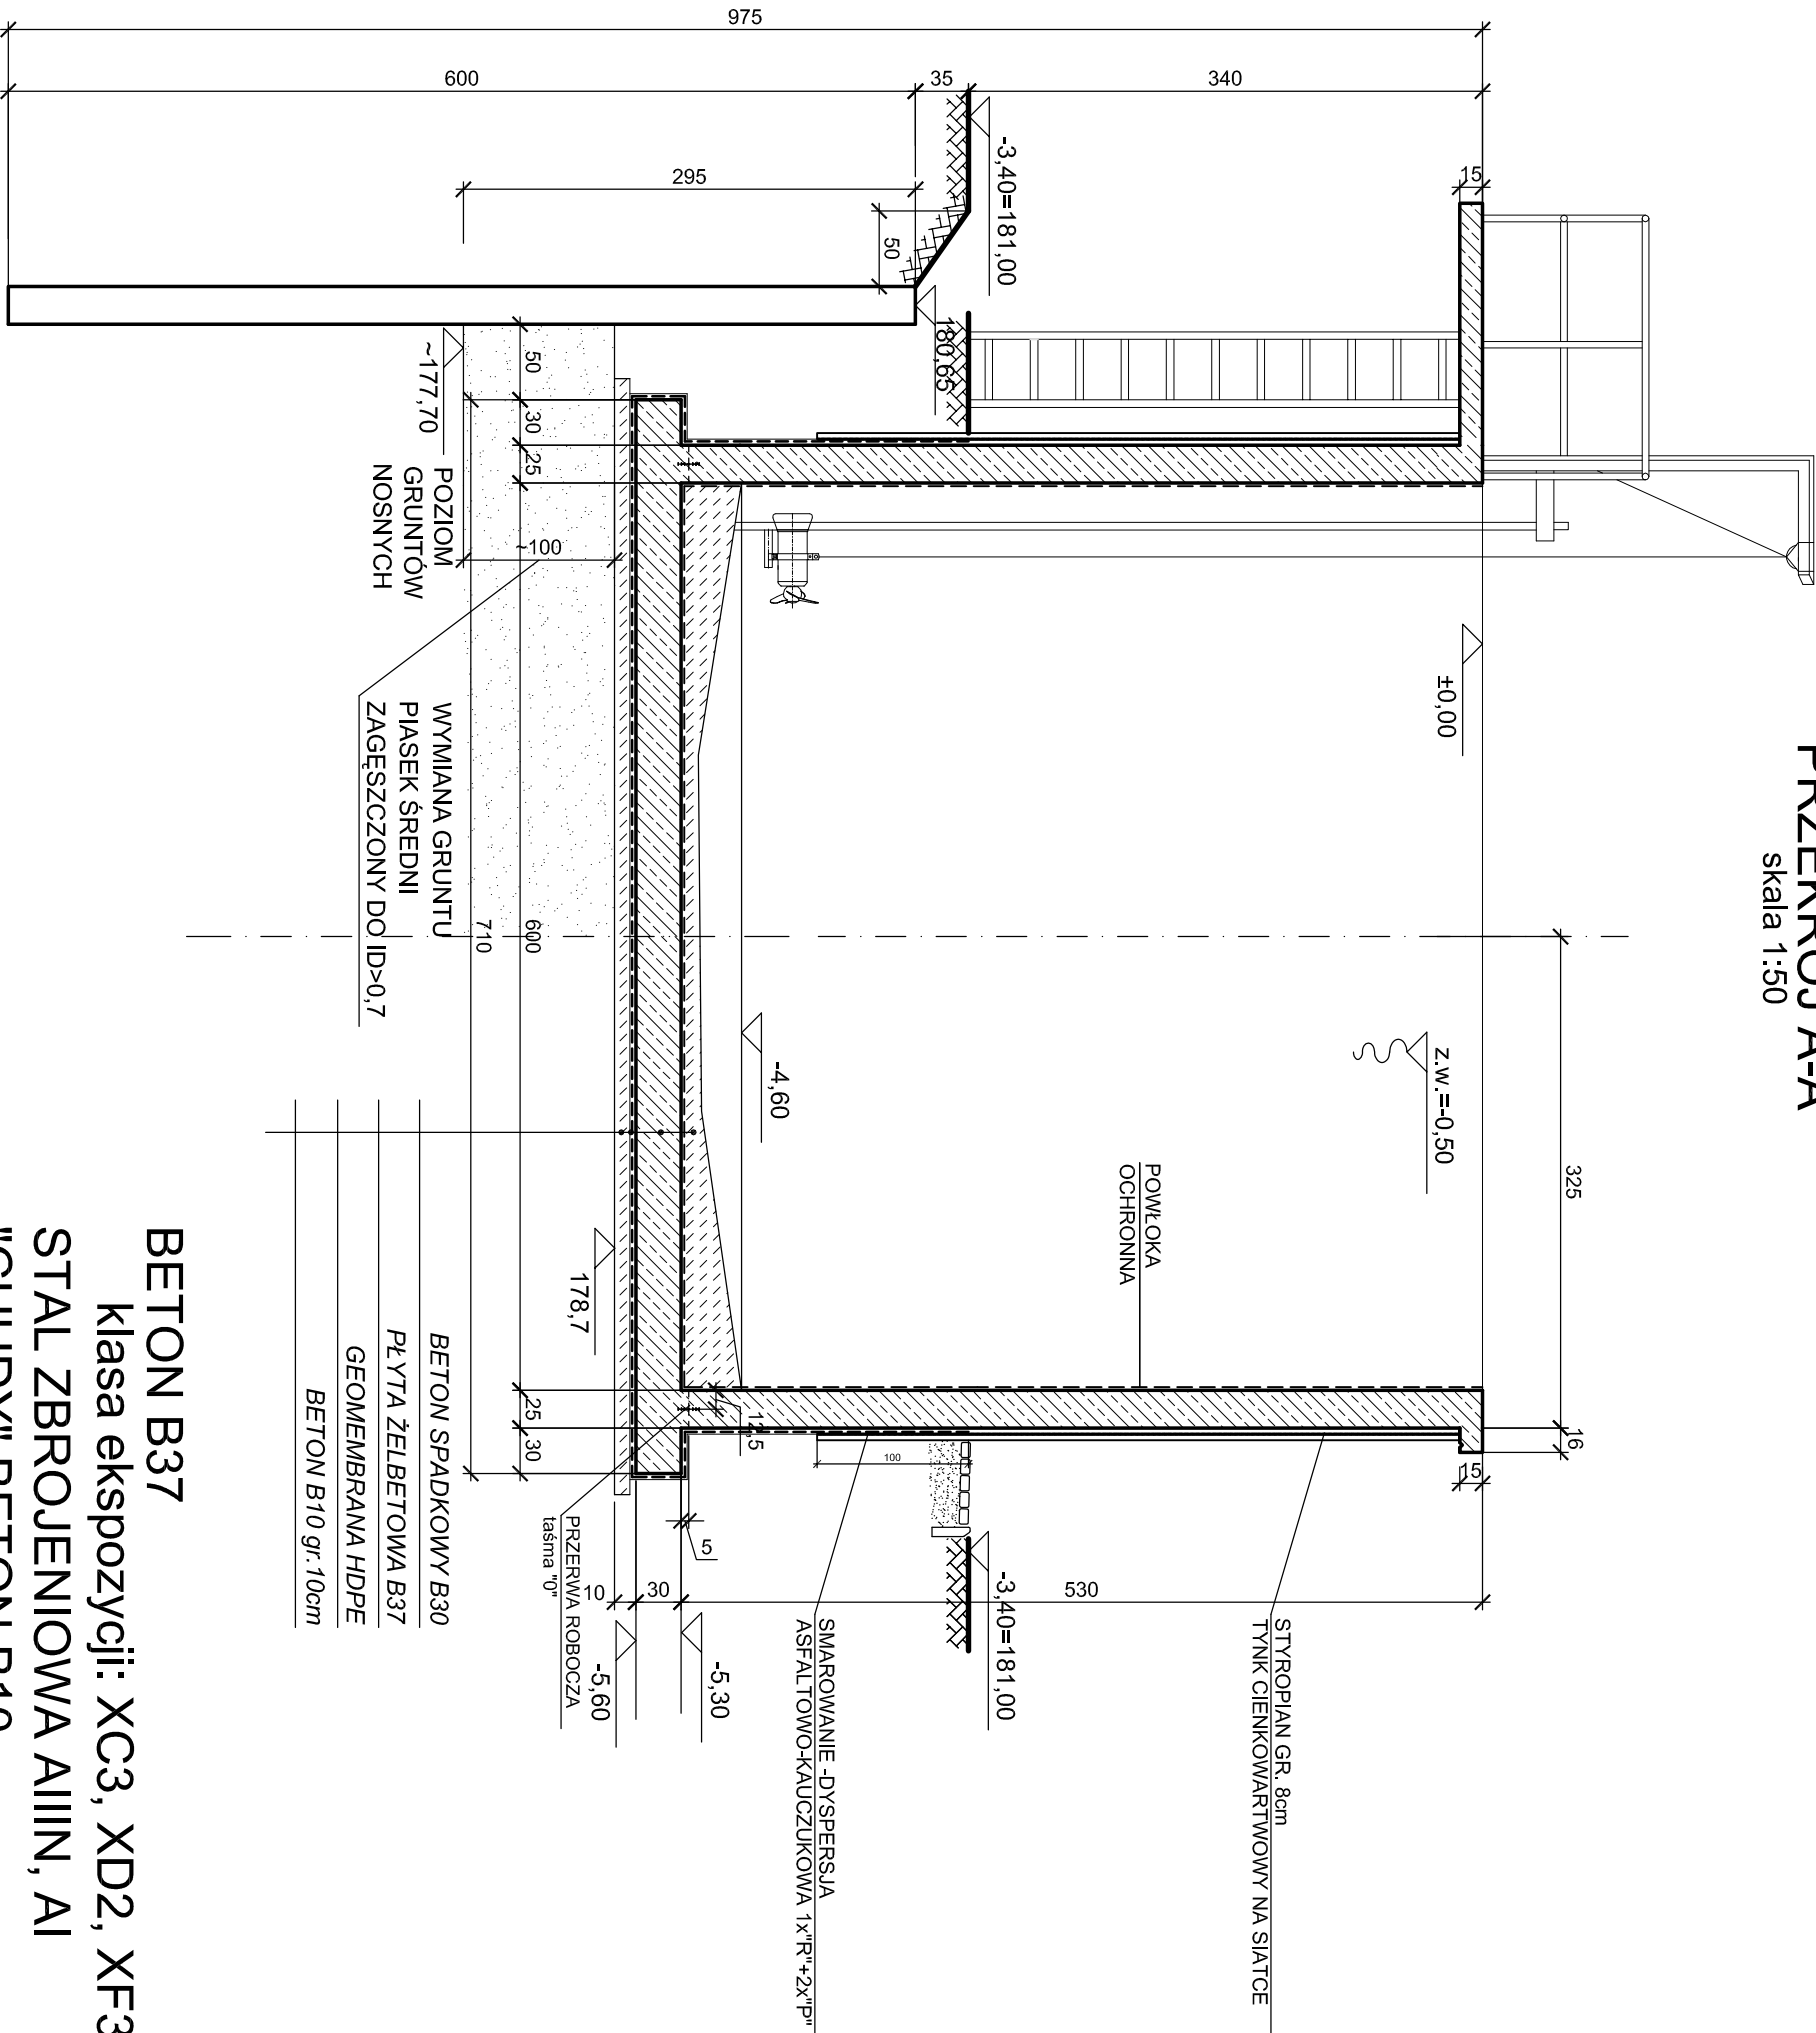 PRZEKRÓJ A-A
skala 1:50
975
600
35
340
295
50
15
-3,40=181,00
180,65
±0,00
z.w.=-0,50
325
16
15
-4,60
POWŁOKA
OCHRONNA
50
30
25
~100
~177,70
POZIOM
GRUNTÓW
NOSNYCH
WYMIANA GRUNTU
PIASEK ŚREDNI
ZAGĘSZCZONY DO ID>0,7
710
600
25
30
12,5
100
178,7
5
10
30
530
-5,30
-5,60
-3,40=181,00
PRZERWA ROBOCZA
taśma "0"
STYROPIAN GR. 8cm
TYNK CIENKOWARTWOWY NA SIATCE
SMAROWANIE -DYSPERSJA
ASFALTOWO-KAUCZUKOWA 1x"R"+2x"P"
BETON SPADKOWY B30
PŁYTA ŻELBETOWA B37
GEOMEMBRANA HDPE
BETON B10 gr.10cm
BETON B37
klasa ekspozycji: XC3, XD2, XF3
STAL ZBROJENIOWA AIIIN, AI
BETON B10